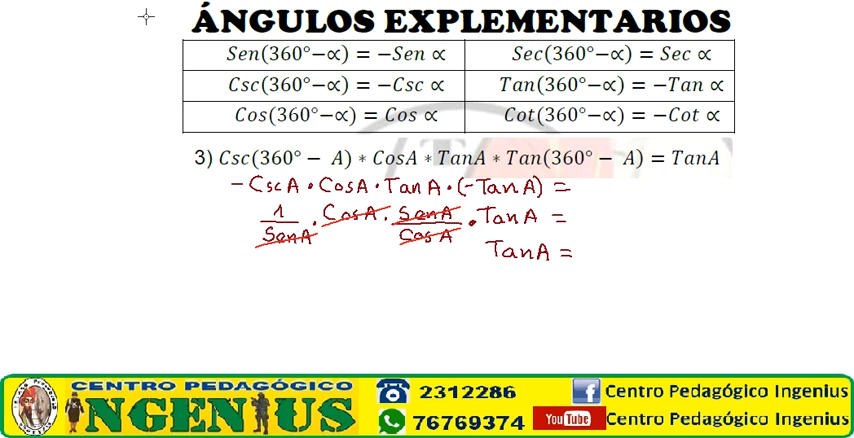 ÁNGULOS EXPLEMENTARIOS
Sen(360°−∝) = −Sen ∝ Sec(360°−∝) = Sec ∝
Csc(360°−∝) = −Csc ∝ Tan(360°−∝) = −Tan ∝
Cos(360°−∝) = Cos ∝ Cot(360°−∝) = −Cot ∝
3) Csc(360° − A) ∗ CosA ∗ TanA ∗ Tan(360° − A) = TanA
-CscA · CosA · TanA · (-TanA) =
1/SenA · CosA · SenA/CosA · TanA =
TanA =
CENTRO PEDAGÓGICO
INGENIUS
2312286
76769374
Centro Pedagógico Ingenius
YouTube Centro Pedagógico Ingenius